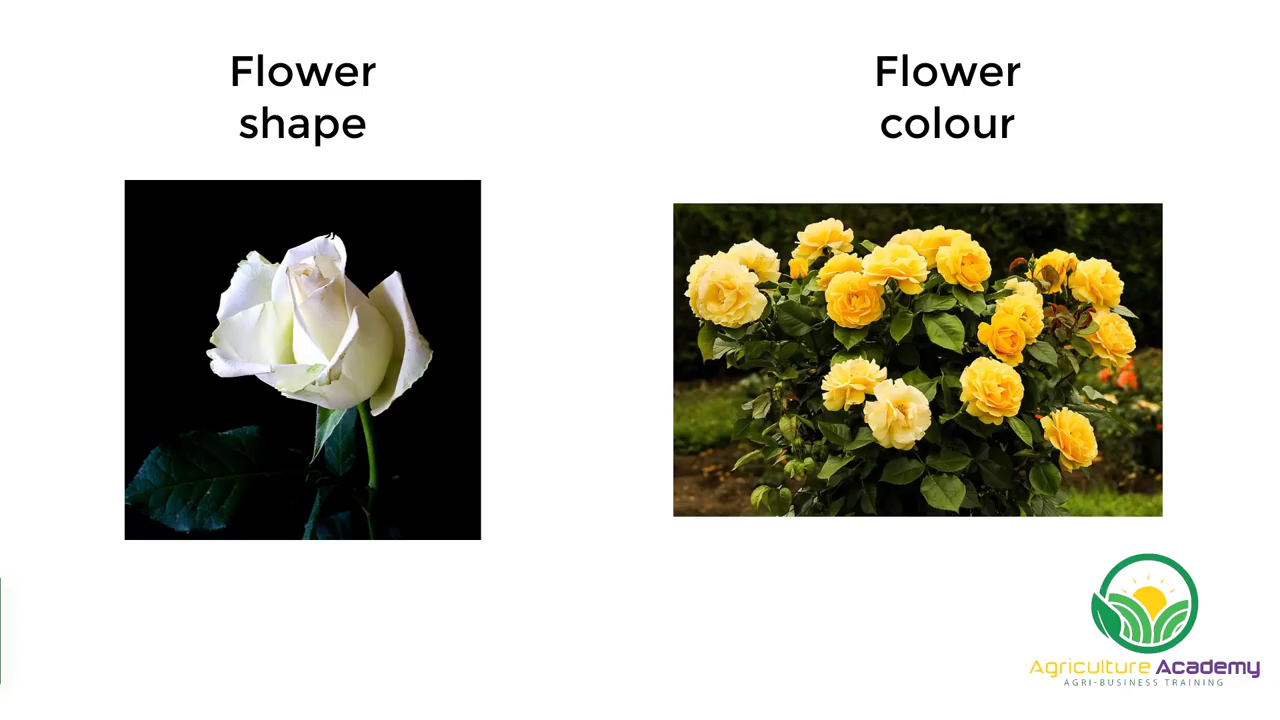 Flower
shape
Flower
colour
Agriculture Academy
AGRI-BUSINESS TRAINING